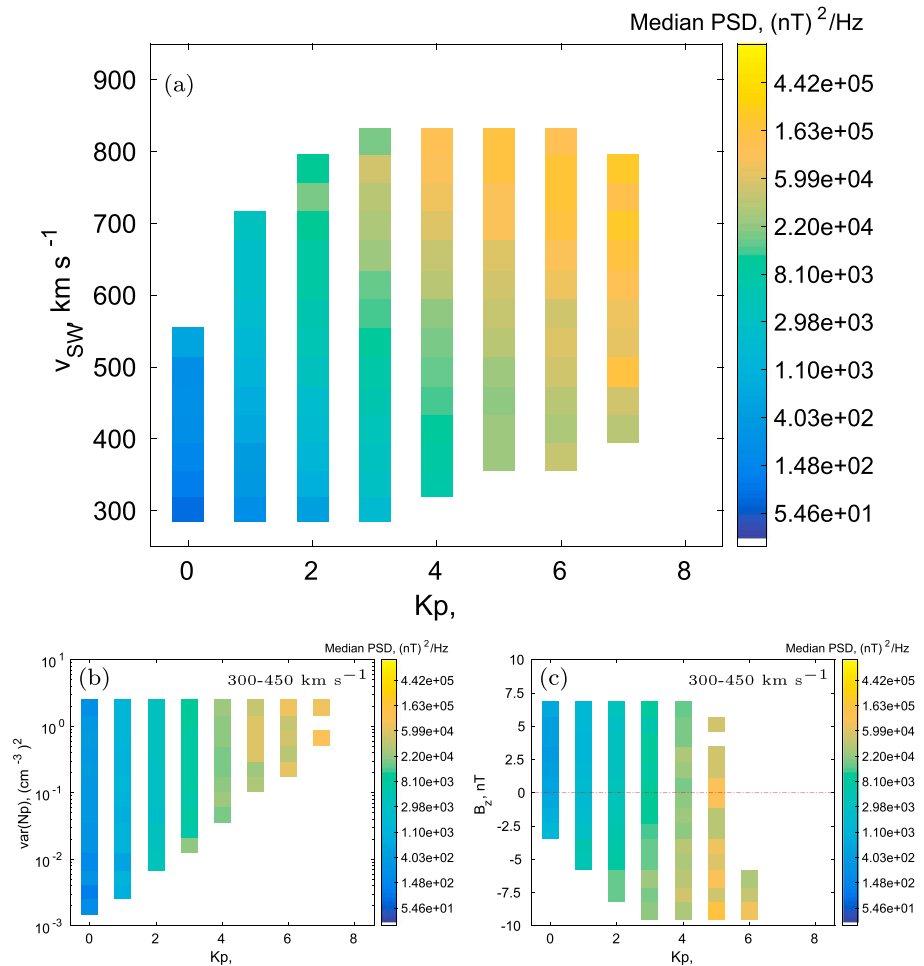 Median PSD, (nT) 2/Hz
(a)
900
800
700
600
500
400
300
v SW, km s -1
0 2 4 6 8
Kp,
4.42e+05
1.63e+05
5.99e+04
2.20e+04
8.10e+03
2.98e+03
1.10e+03
4.03e+02
1.48e+02
5.46e+01
Median PSD, (nT) 2/Hz
(b)
300-450 km s−1
10 1
10 0
10 -1
10 -2
10 -3
var(Np), (cm -3 )2
0 2 4 6 8
Kp,
4.42e+05
1.63e+05
5.99e+04
2.20e+04
8.10e+03
2.98e+03
1.10e+03
4.03e+02
1.48e+02
5.46e+01
Median PSD, (nT) 2/Hz
(c)
300-450 km s−1
10
7.5
5
2.5
0
-2.5
-5
-7.5
-10
B z, nT
0 2 4 6 8
Kp,
4.42e+05
1.63e+05
5.99e+04
2.20e+04
8.10e+03
2.98e+03
1.10e+03
4.03e+02
1.48e+02
5.46e+01